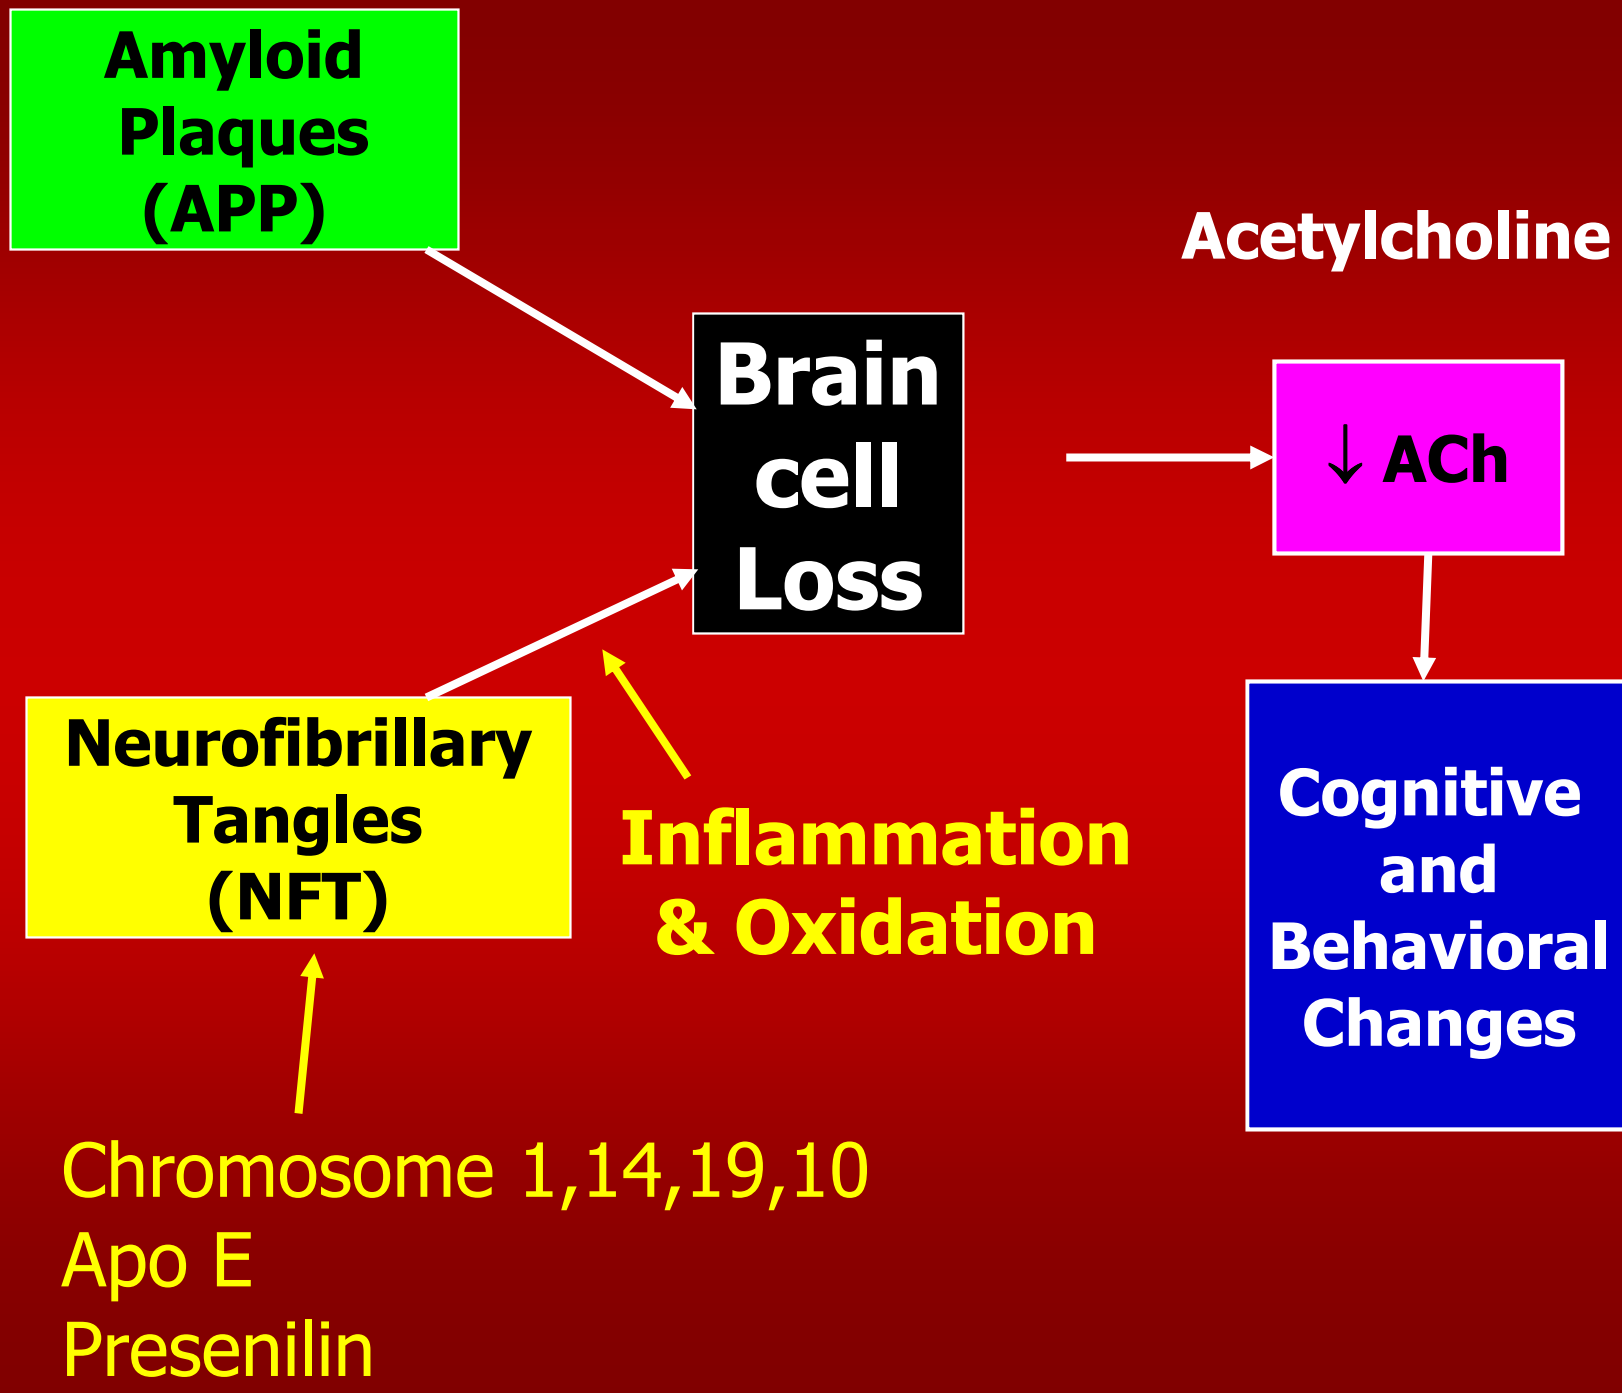 Amyloid
Plaques
(APP)
Acetylcholine
Brain
cell
Loss
↓ ACh
Neurofibrillary
Tangles
(NFT)
Inflammation
& Oxidation
Cognitive
and
Behavioral
Changes
Chromosome 1,14,19,10
Apo E
Presenilin